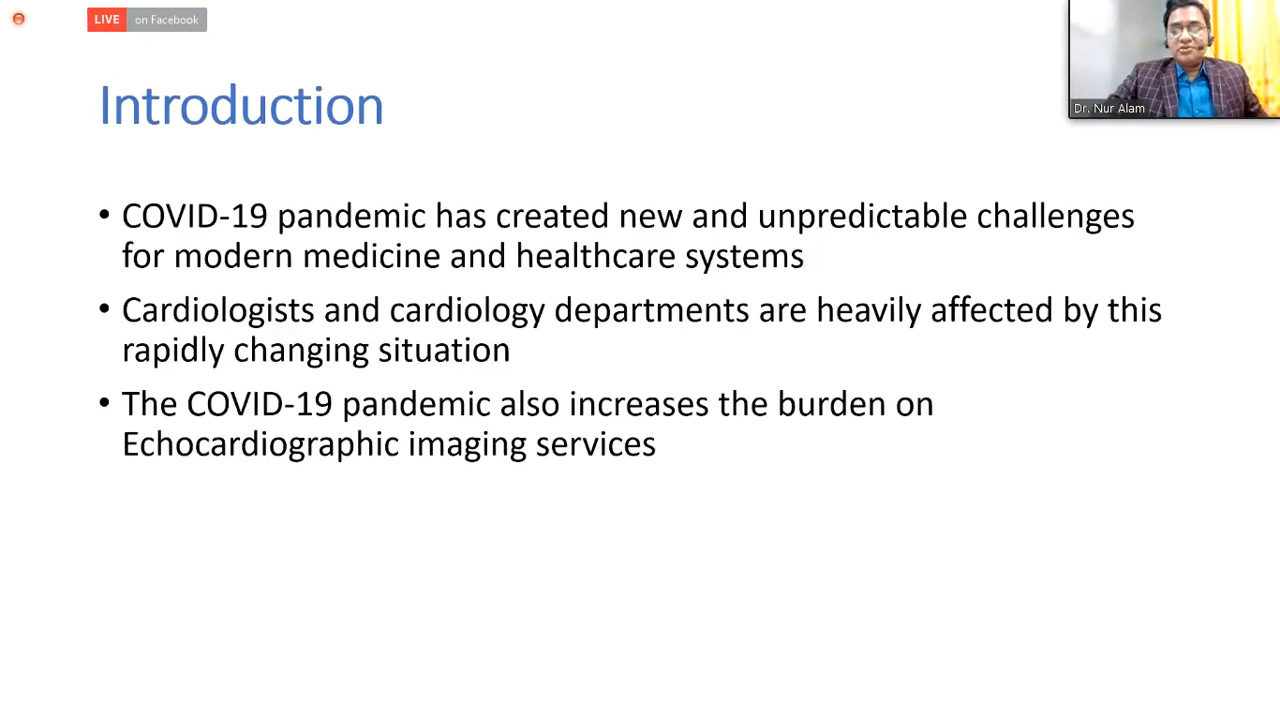 LIVE on Facebook
Dr. Nur Alam
Introduction
• COVID-19 pandemic has created new and unpredictable challenges
for modern medicine and healthcare systems
• Cardiologists and cardiology departments are heavily affected by this
rapidly changing situation
• The COVID-19 pandemic also increases the burden on
Echocardiographic imaging services